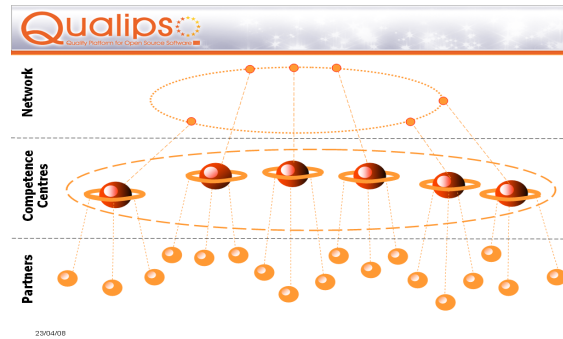 Qualipso
Quality Platform for Open Source Software
Network
Competence
Centres
Partners
23/04/08